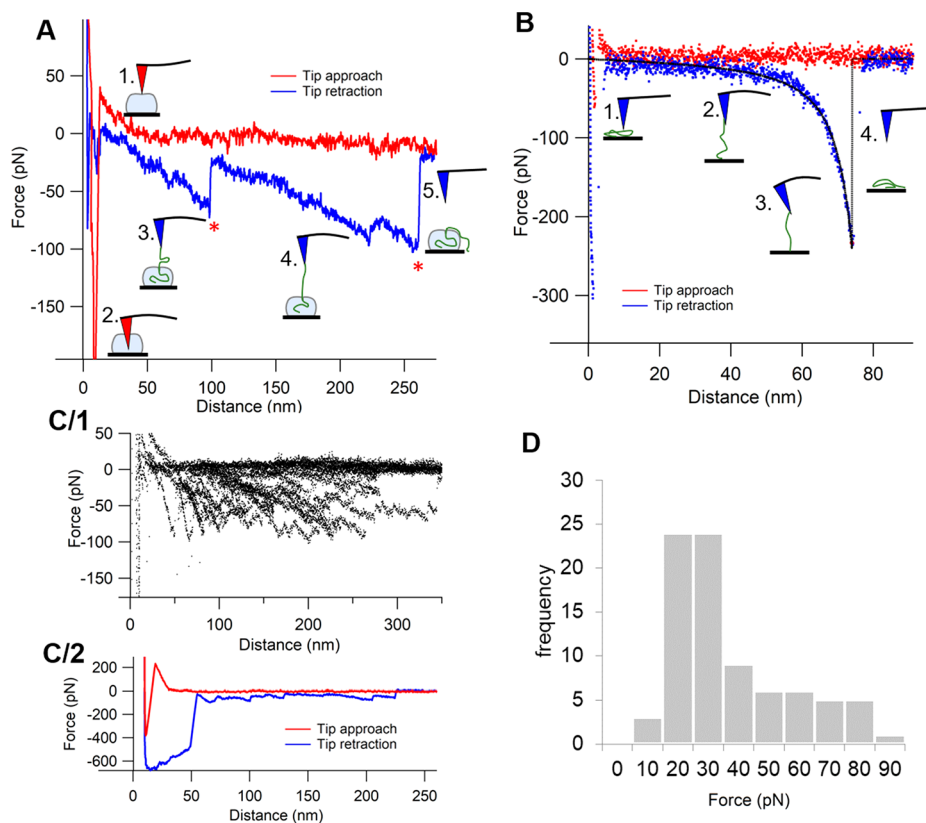 A
50
0
-50
-100
-150
Force (pN)
0
50
100
150
200
250
Distance (nm)
Tip approach
Tip retraction
1.
2.
3.
*
4.
5.
*
B
0
-100
-200
-300
Force (pN)
0
20
40
60
80
Distance (nm)
Tip approach
Tip retraction
1.
2.
3.
4.
C/1
50
0
-50
-100
-150
Force (pN)
0
100
200
300
Distance (nm)
C/2
200
0
-200
-400
-600
Force (pN)
0
50
100
150
200
250
Distance (nm)
Tip approach
Tip retraction
D
30
25
20
15
10
5
0
frequency
0 10 20 30 40 50 60 70 80 90
Force (pN)